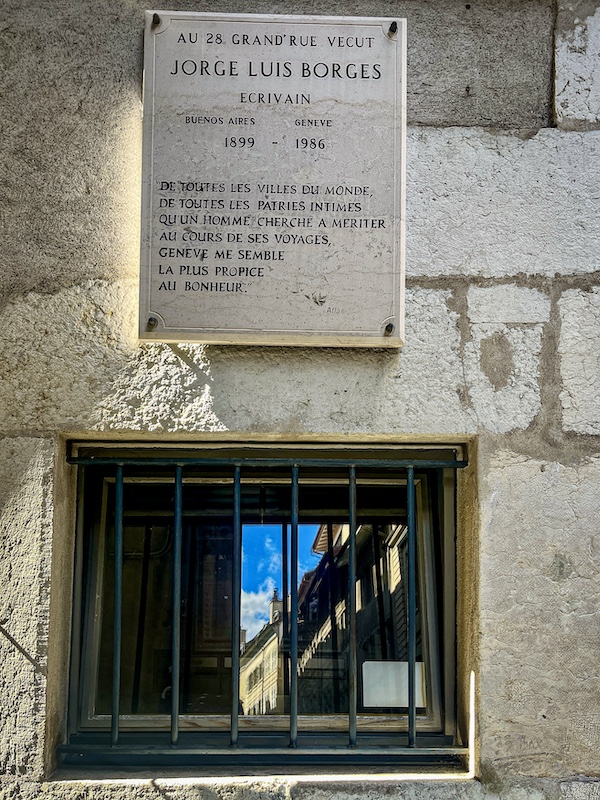 AU 28 GRAND'RUE VECUT
JORGE LUIS BORGES
ECRIVAIN
BUENOS AIRES GENEVE
1899 - 1986
DE TOUTES LES VILLES DU MONDE,
DE TOUTES LES PATRIES INTIMES
QU'UN HOMME CHERCHE A MERITER
AU COURS DE SES VOYAGES,
GENEVE ME SEMBLE
LA PLUS PROPICE
AU BONHEUR."